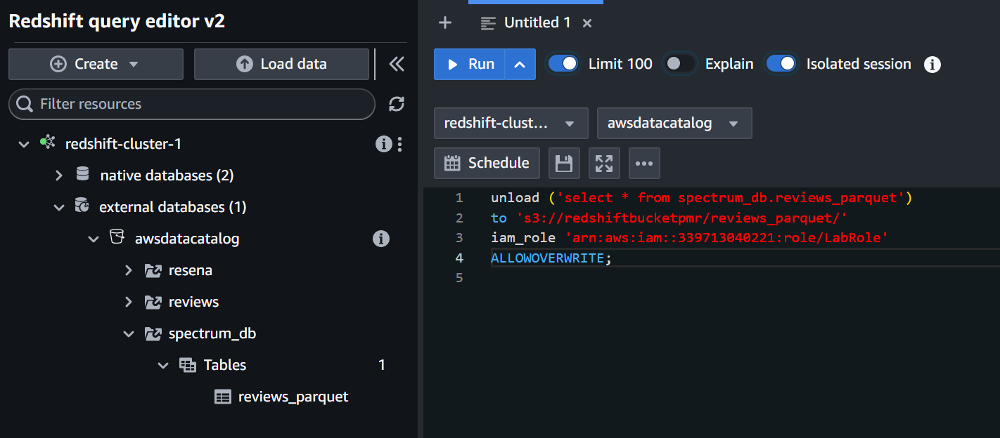 Redshift query editor v2
Create
Load data
Filter resources
redshift-cluster-1
native databases (2)
external databases (1)
awsdatacatalog
resena
reviews
spectrum_db
Tables 1
reviews_parquet
Untitled 1
Run Limit 100 Explain Isolated session
redshift-clust... awsdatacatalog
Schedule
1 unload ('select * from spectrum_db.reviews_parquet')
2 to 's3://redshiftbucketpmr/reviews_parquet/'
3 iam_role 'arn:aws:iam::339713040221:role/LabRole'
4 ALLOWOVERWRITE;
5